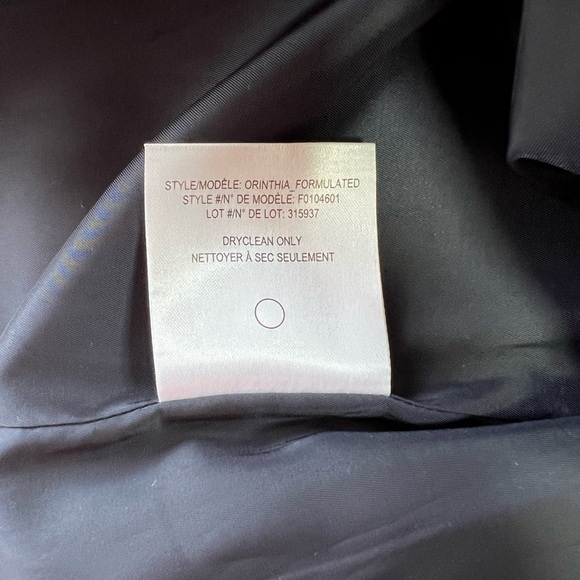 STYLE/MODÈLE: ORINTHIA_FORMULATED
STYLE #/N° DE MODÈLE: F0104601
LOT #/N° DE LOT: 315937
DRYCLEAN ONLY
NETTOYER À SEC SEULEMENT